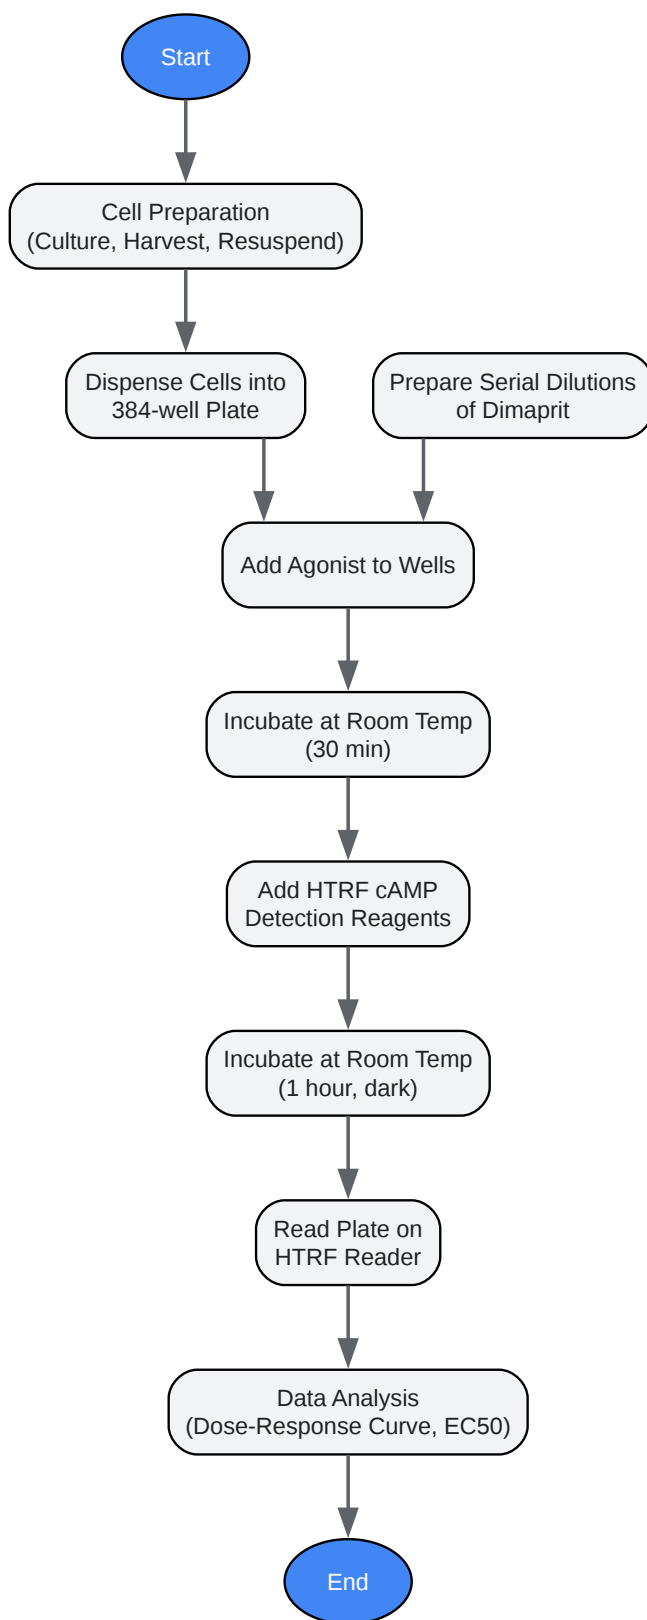 Start
Cell Preparation
(Culture, Harvest, Resuspend)
Dispense Cells into
384-well Plate
Prepare Serial Dilutions
of Dimaprit
Add Agonist to Wells
Incubate at Room Temp
(30 min)
Add HTRF cAMP
Detection Reagents
Incubate at Room Temp
(1 hour, dark)
Read Plate on
HTRF Reader
Data Analysis
(Dose-Response Curve, EC50)
End